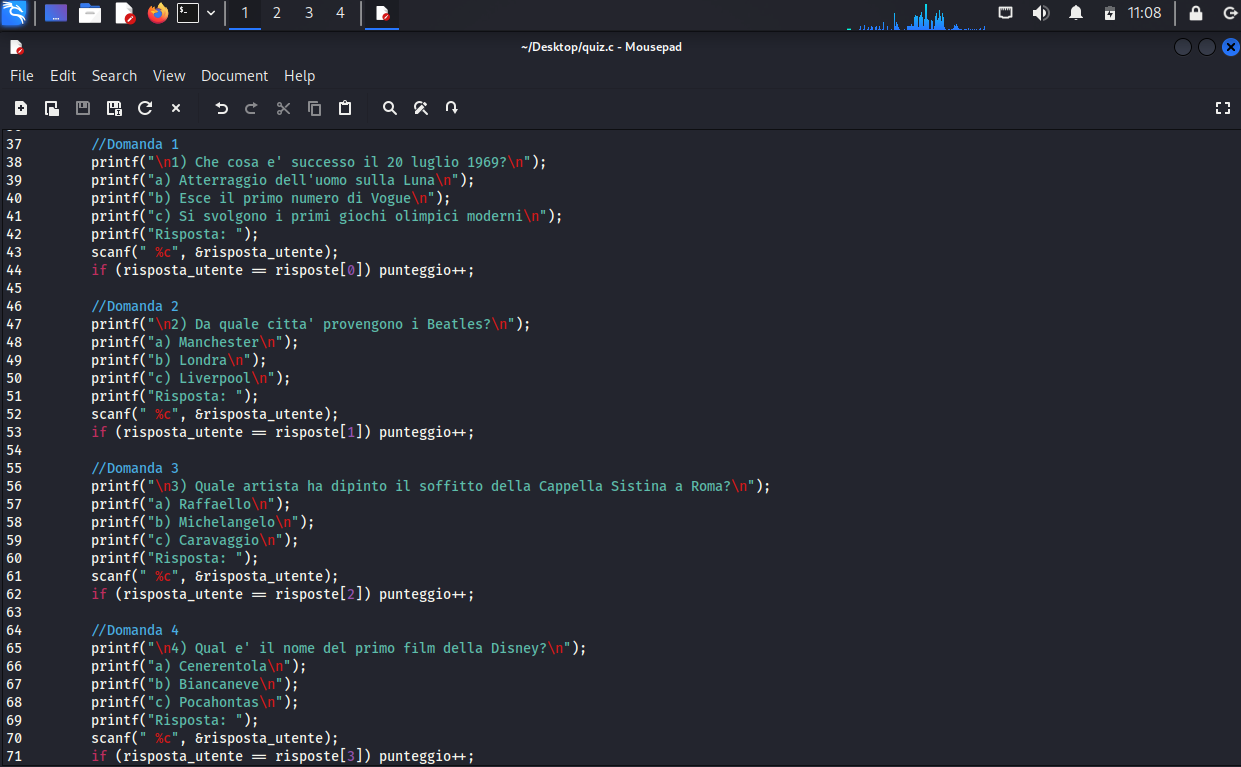 1 2 3 4 11:08
~/Desktop/quiz.c - Mousepad
File Edit Search View Document Help
37 //Domanda 1
38 printf("\n1) Che cosa e' successo il 20 luglio 1969?\n");
39 printf("a) Atterraggio dell'uomo sulla Luna\n");
40 printf("b) Esce il primo numero di Vogue\n");
41 printf("c) Si svolgono i primi giochi olimpici moderni\n");
42 printf("Risposta: ");
43 scanf(" %c", &risposta_utente);
44 if (risposta_utente == risposte[0]) punteggio++;
45
46 //Domanda 2
47 printf("\n2) Da quale citta' provengono i Beatles?\n");
48 printf("a) Manchester\n");
49 printf("b) Londra\n");
50 printf("c) Liverpool\n");
51 printf("Risposta: ");
52 scanf(" %c", &risposta_utente);
53 if (risposta_utente == risposte[1]) punteggio++;
54
55 //Domanda 3
56 printf("\n3) Quale artista ha dipinto il soffitto della Cappella Sistina a Roma?\n");
57 printf("a) Raffaello\n");
58 printf("b) Michelangelo\n");
59 printf("c) Caravaggio\n");
60 printf("Risposta: ");
61 scanf(" %c", &risposta_utente);
62 if (risposta_utente == risposte[2]) punteggio++;
63
64 //Domanda 4
65 printf("\n4) Qual e' il nome del primo film della Disney?\n");
66 printf("a) Cenerentola\n");
67 printf("b) Biancaneve\n");
68 printf("c) Pocahontas\n");
69 printf("Risposta: ");
70 scanf(" %c", &risposta_utente);
71 if (risposta_utente == risposte[3]) punteggio++;